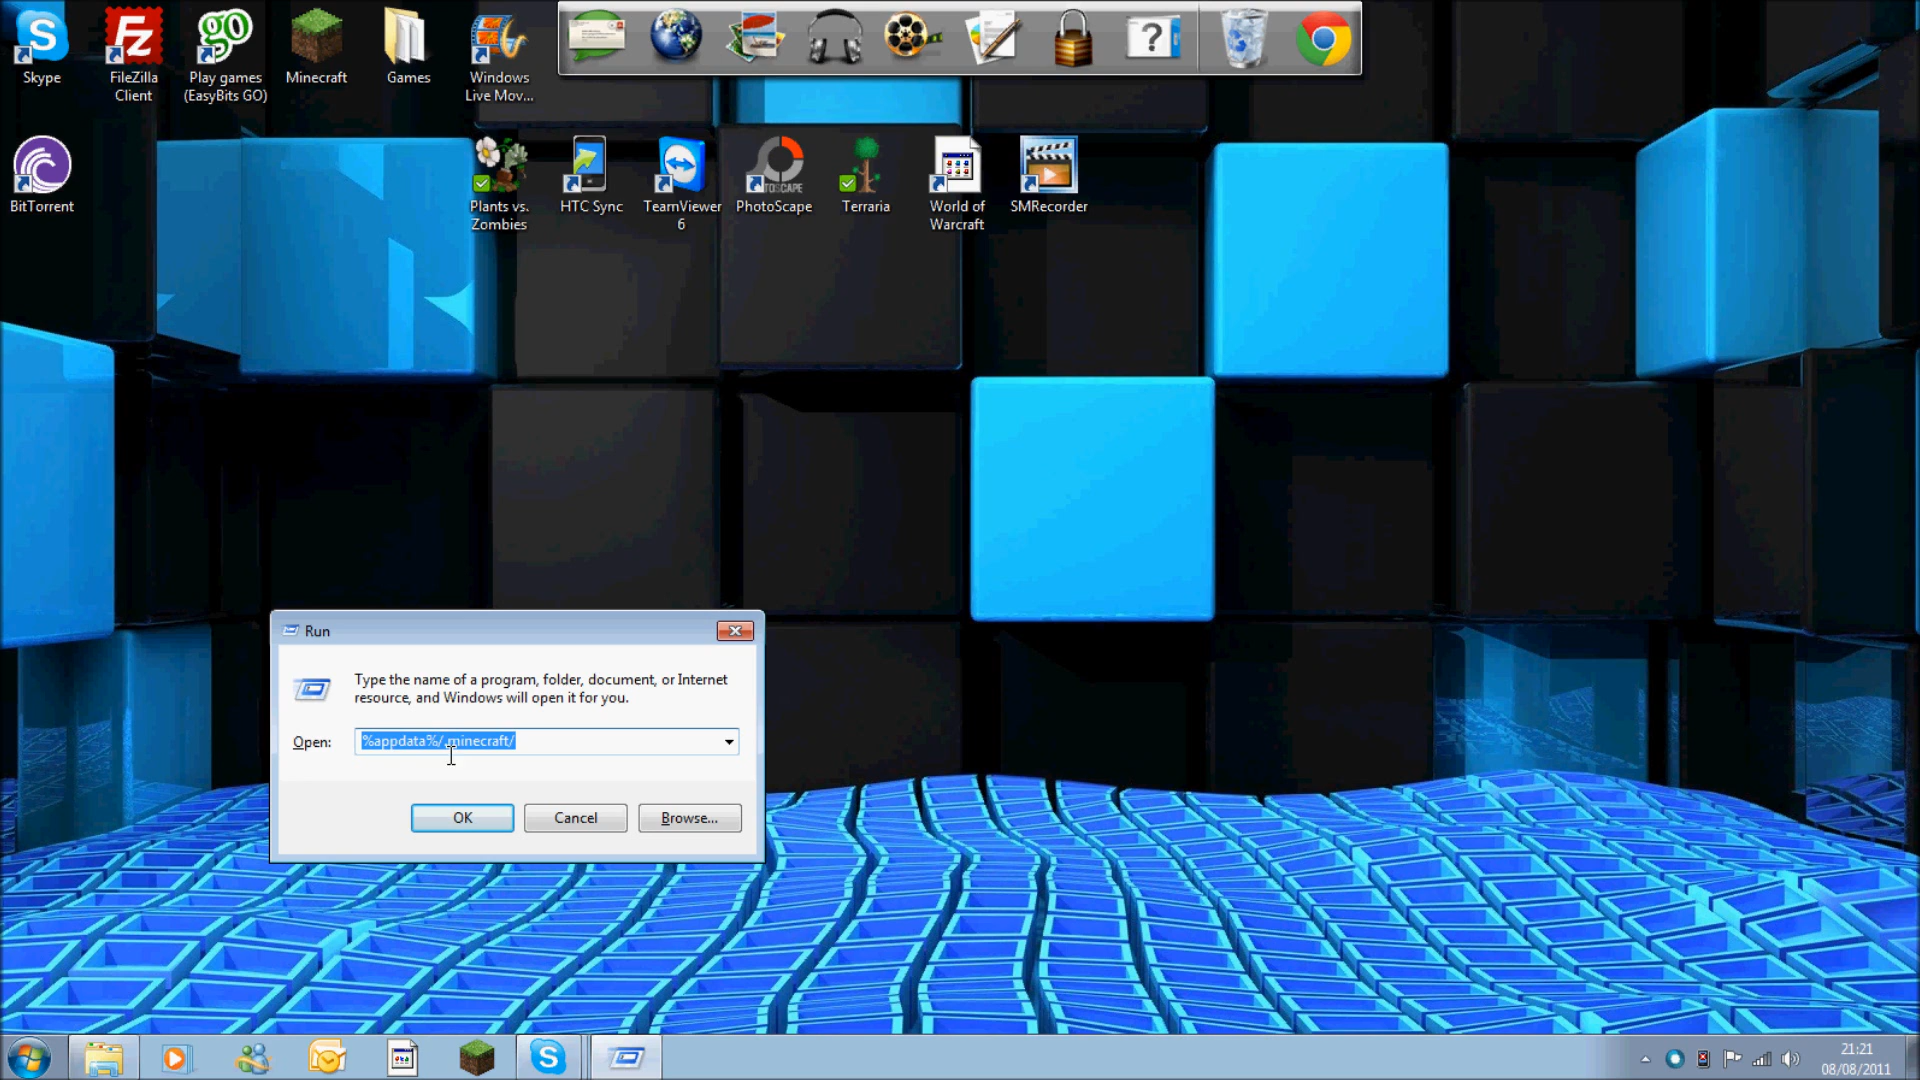 Skype
FileZilla
Client
Play games
(EasyBits GO)
Minecraft
Games
Windows
Live Mov...
BitTorrent
Plants vs.
Zombies
HTC Sync
TeamViewer
6
PhotoScape
Terraria
World of
Warcraft
SMRecorder
Run
Type the name of a program, folder, document, or Internet
resource, and Windows will open it for you.
Open:
%appdata%/.minecraft/
OK
Cancel
Browse...
21:21
08/08/2011